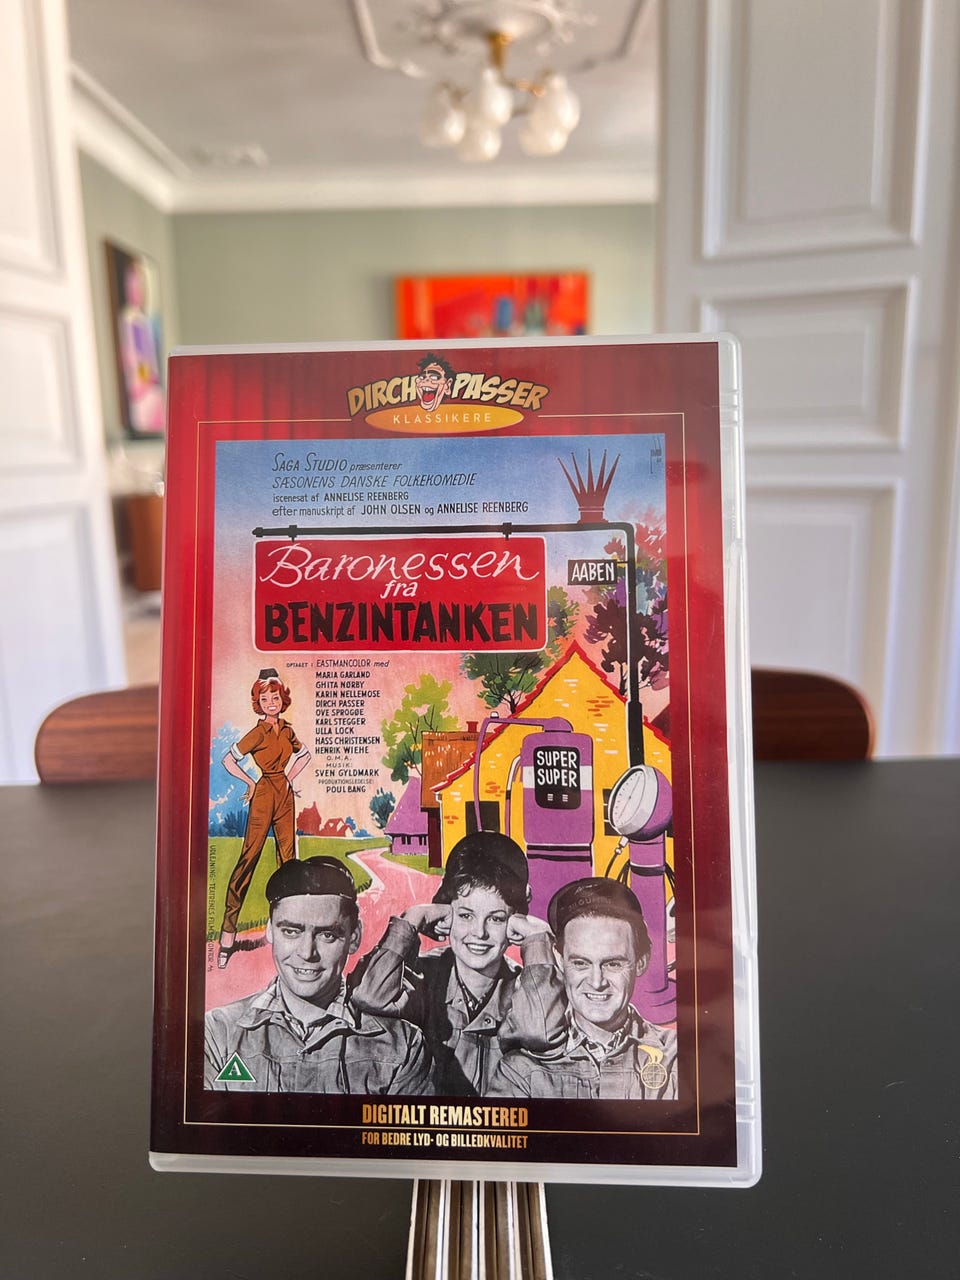 DIRCH PASSER
KLASSIKERE
SAGA STUDIO præsenterer
SÆSONENS DANSKE FOLKEKOMEDIE
iscenesat af ANNELISE REENBERG
efter manuskript af JOHN OLSEN og ANNELISE REENBERG
Baronessen
fra
BENZINTANKEN
AABEN
OPTAGET I EASTMANCOLOR med
MARIA GARLAND
GHITA NØRBY
KARIN NELLEMOSE
DIRCH PASSER
OVE SPROGØE
KARL STEGGER
ULLA LOCK
HASS CHRISTENSEN
HENRIK WIEHE
O.M.A.
MUSIK:
SVEN GYLDMARK
PRODUKTIONSLEDELSE:
POUL BANG
SUPER
SUPER
UDLEJNING: TEATRENES FILMSKONTOR A/S
A
DIGITALT REMASTERED
FOR BEDRE LYD- OG BILLEDKVALITET